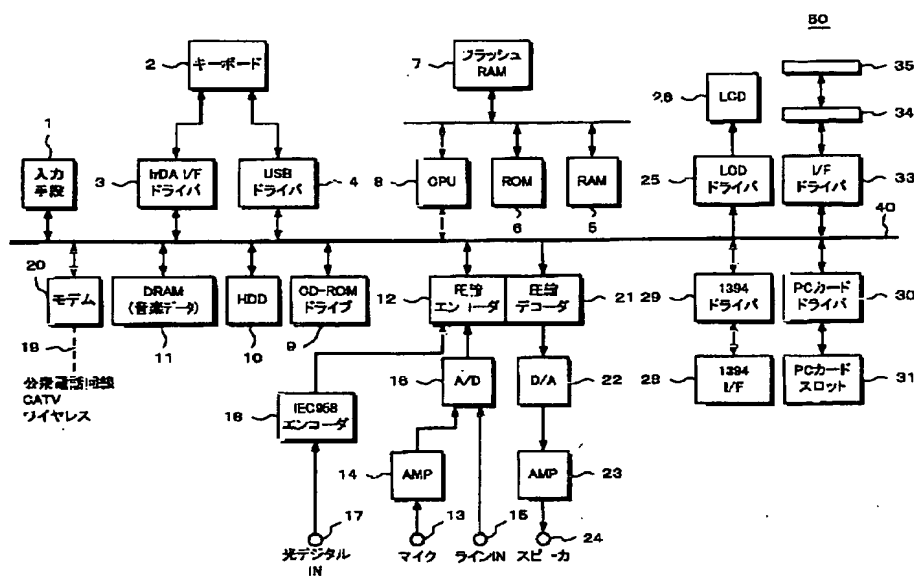 50
2
キーボード
7
フラッシュ
RAM
35
26
LCD
34
1
入力
手段
3
IrDA I/F
ドライバ
USB
ドライバ
4
8
CPU
ROM
RAM
6
5
25
LCD
ドライバ
I/F
ドライバ
33
40
20
モデム
DRAM
(音楽データ)
HDD
CD-ROM
ドライブ
12
圧縮
エンコーダ
圧縮
デコーダ
21
29
1394
ドライバ
PCカード
ドライバ
30
19
11
10
9
公衆電話回線
CATV
ワイヤレス
18
IEC958
エンコーダ
16
A/D
D/A
22
28
1394
I/F
PCカード
スロット
31
14
AMP
AMP
23
17
13
15
24
光デジタル
IN
マイク
ラインIN
スピーカ